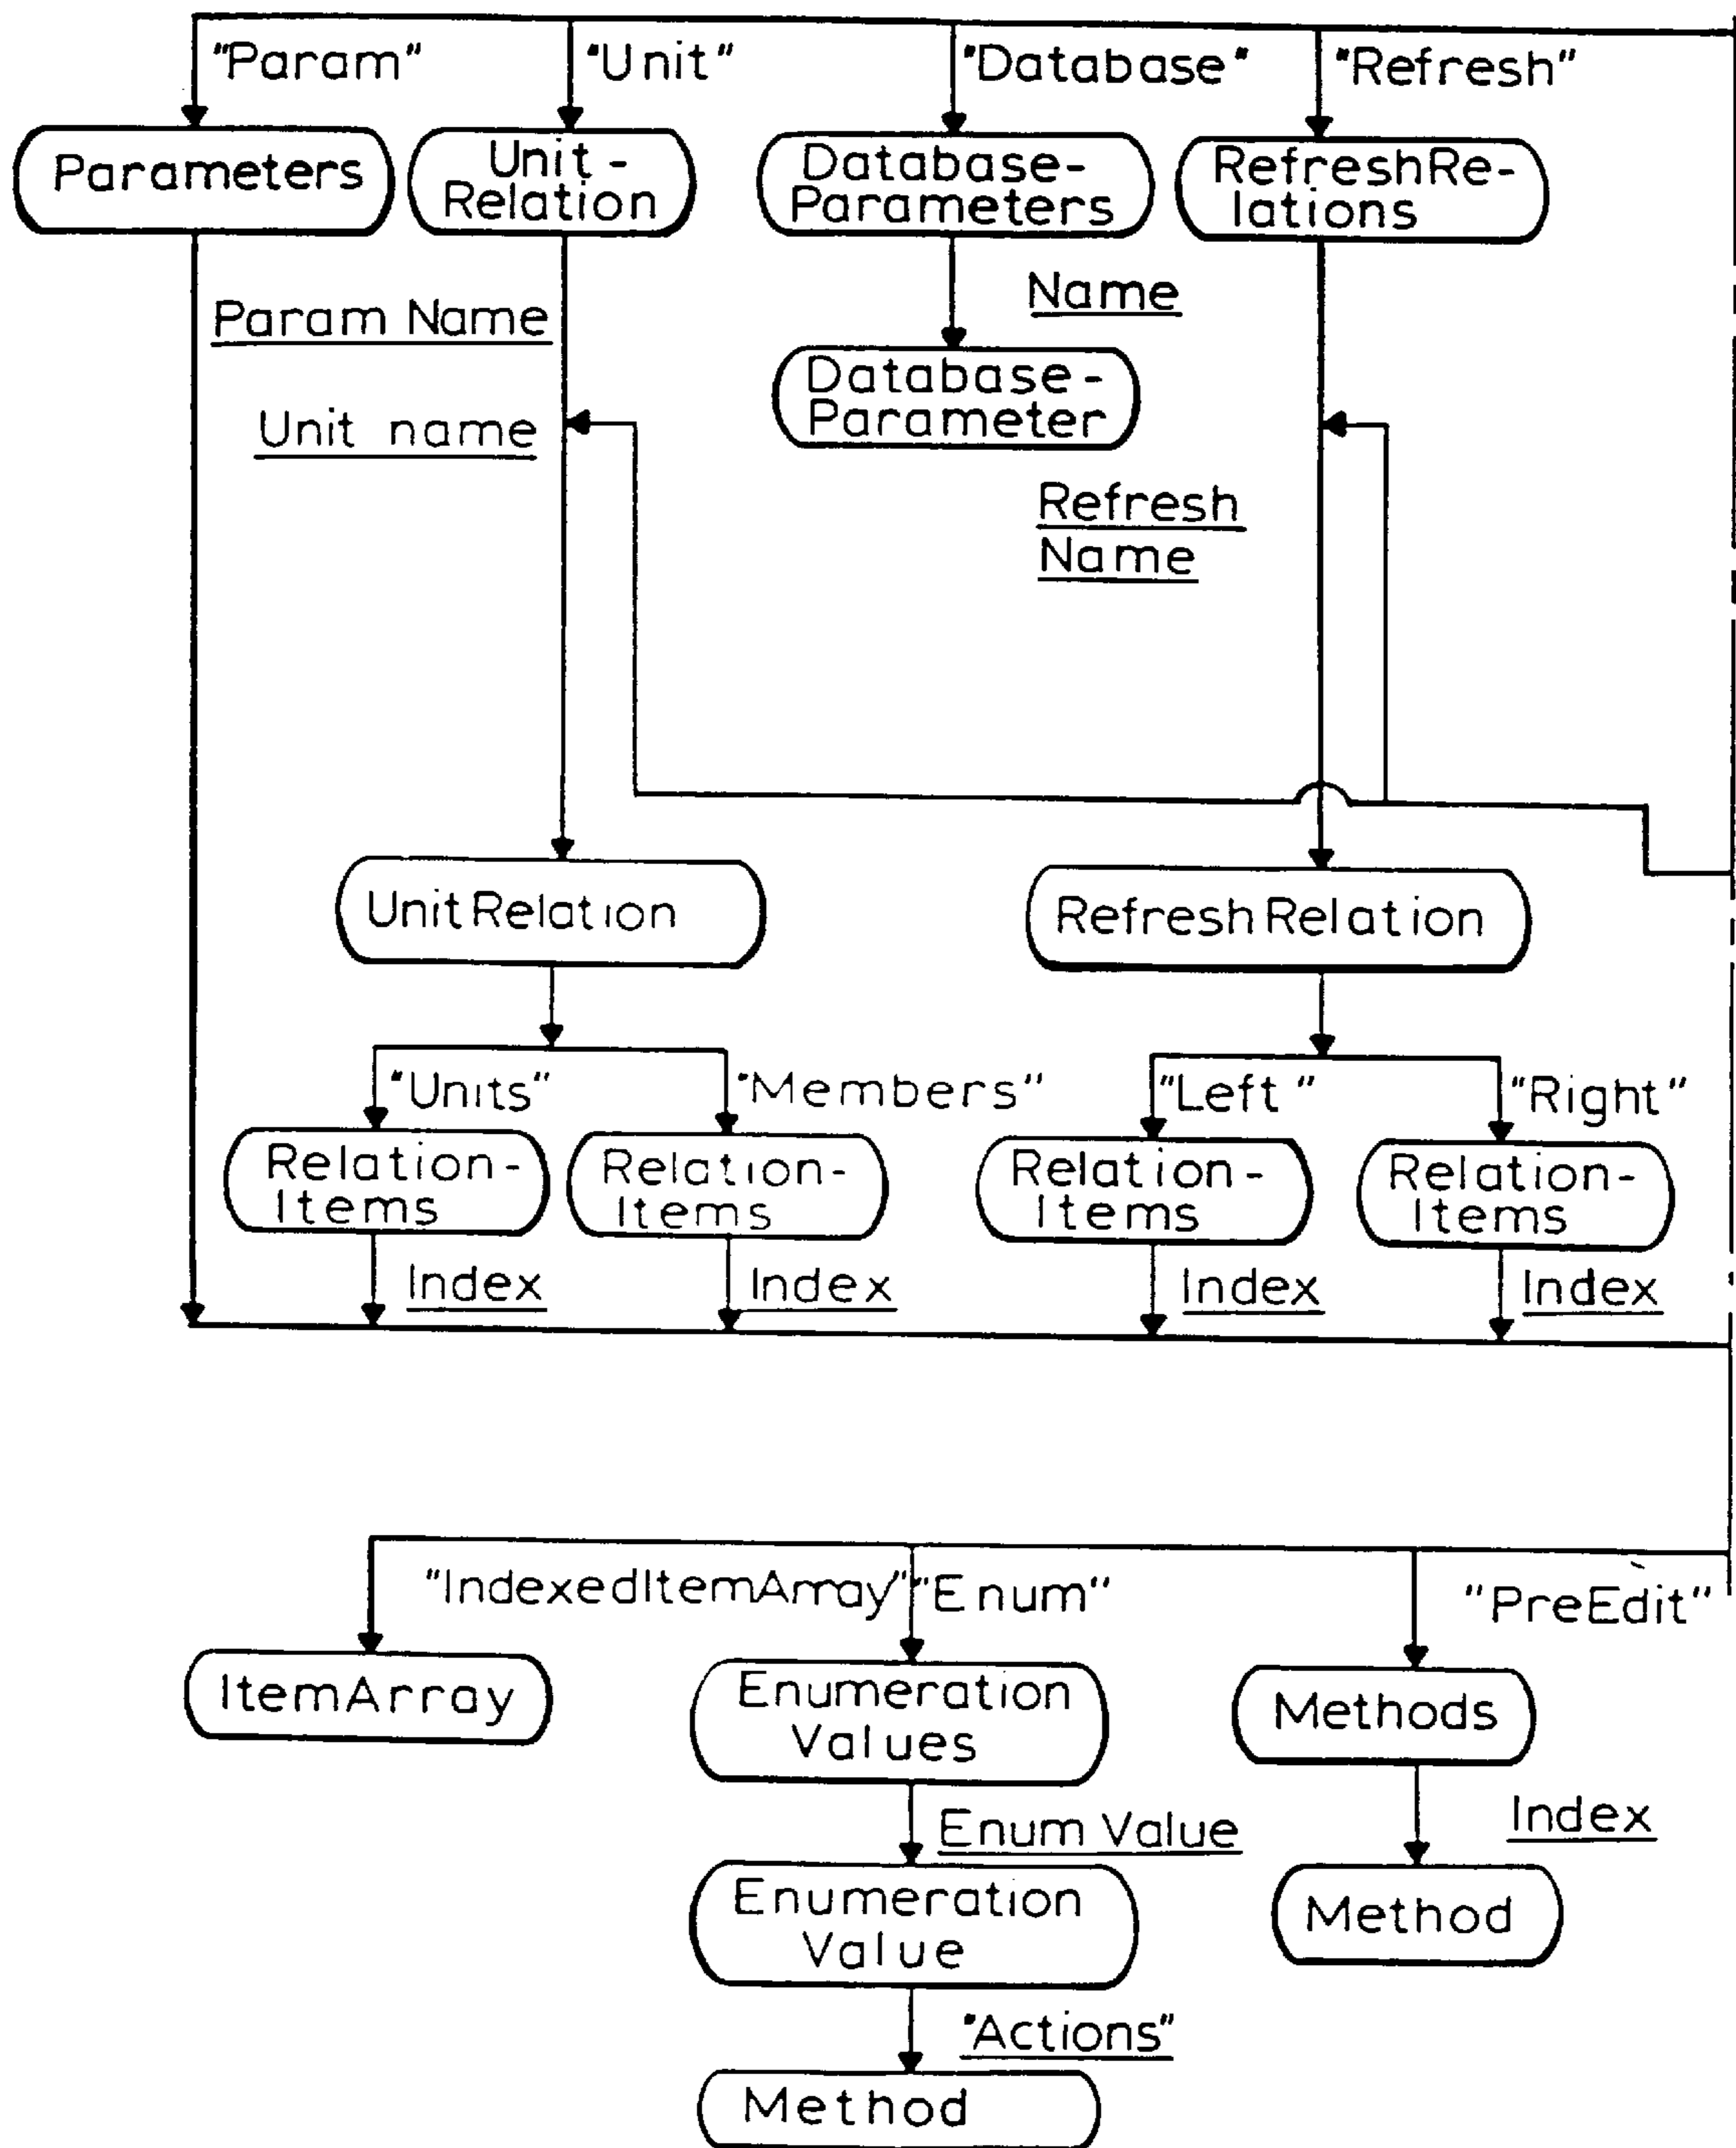 "Param"
"Unit"
"Database"
"Refresh"
Parameters
Unit -
Relation
Database-
Parameters
RefreshRe-
lations
Param Name
Name
Database -
Parameter
Unit name
Refresh
Name
UnitRelation
RefreshRelation
"Units"
"Members"
"Left"
"Right"
Relation-
Items
Relation-
Items
Relation-
Items
Relation-
Items
Index
Index
Index
Index
"IndexedItemArray"
"Enum"
"PreEdit"
ItemArray
Enumeration
Values
Methods
Enum Value
Index
Enumeration
Value
Method
"Actions"
Method